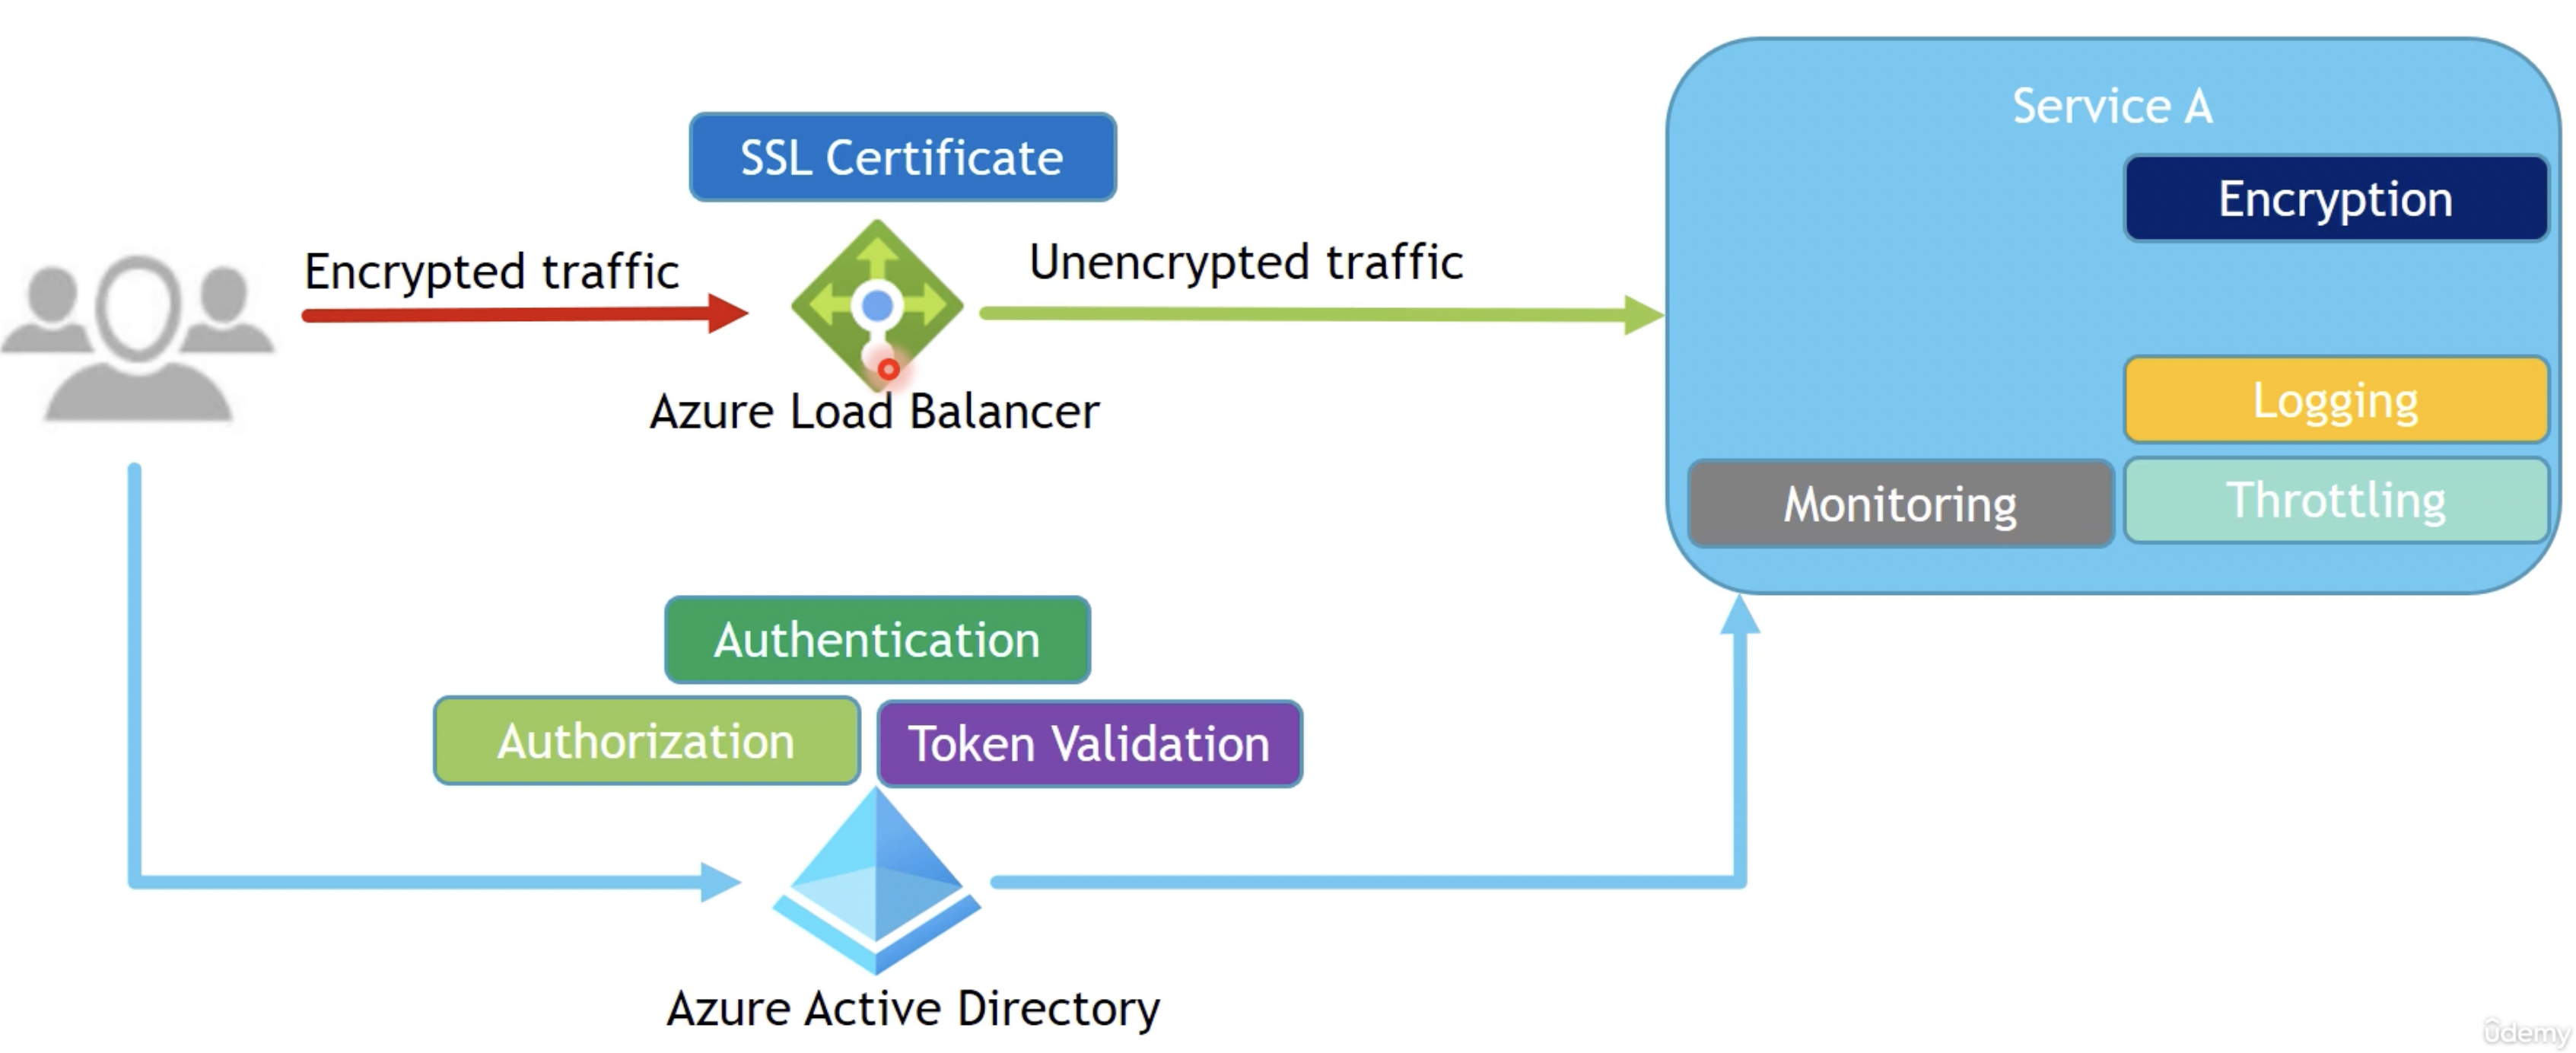 Service A
SSL Certificate
Encryption
Encrypted traffic
Unencrypted traffic
Azure Load Balancer
Logging
Monitoring
Throttling
Authentication
Authorization
Token Validation
Azure Active Directory
ûdemy